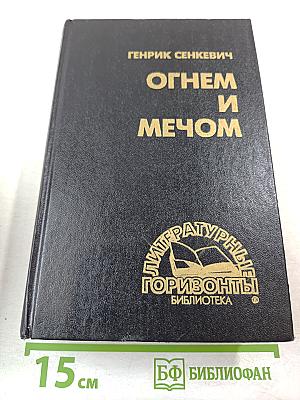 ГЕНРИК СЕНКЕВИЧ
ОГНЕМ
И
МЕЧОМ
ЛИТЕРАТУРНЫЕ
ГОРИЗОНТЫ
БИБЛИОТЕКА ®
15 см
БФ БИБЛИОФАН